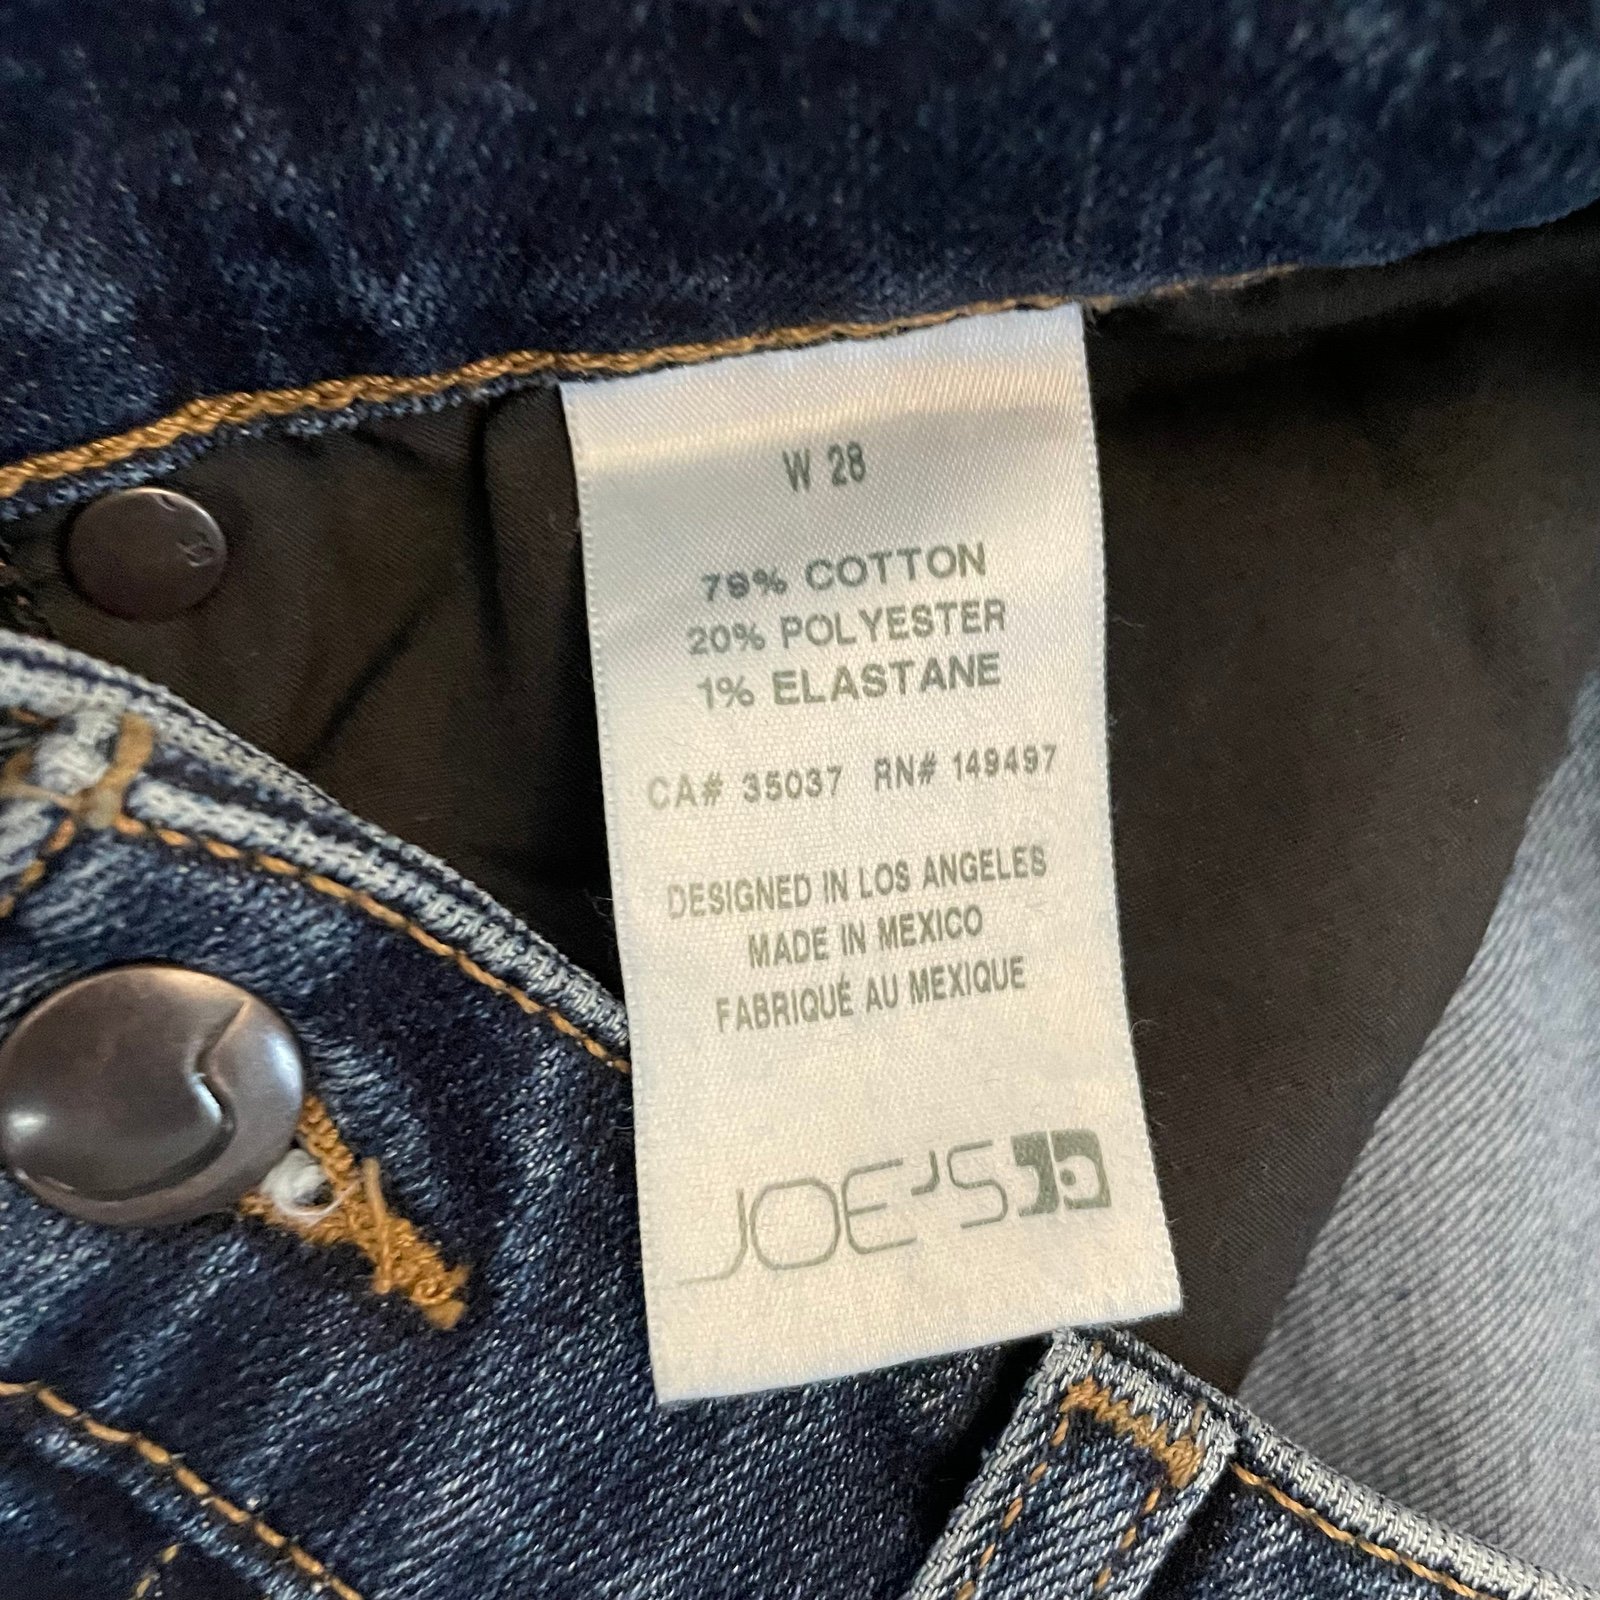 W 28
79% COTTON
20% POLYESTER
1% ELASTANE
CA# 35037 RN# 149497
DESIGNED IN LOS ANGELES
MADE IN MEXICO
FABRIQUÉ AU MEXIQUE
JOE'S